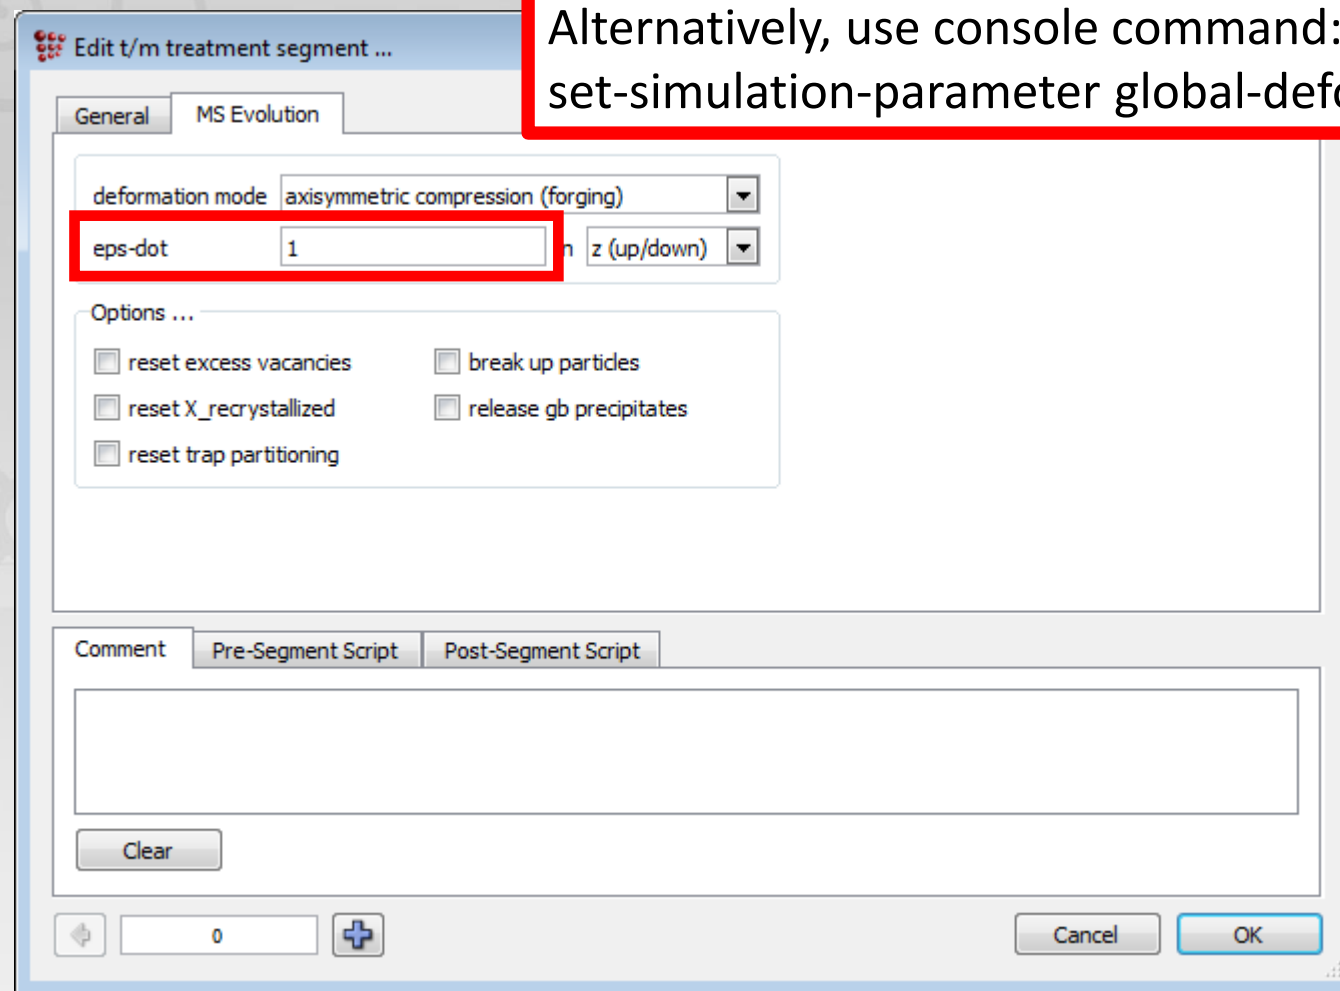 Alternatively, use console command:
set-simulation-parameter global-defo
Edit t/m treatment segment ...
General MS Evolution
deformation mode axisymmetric compression (forging)
eps-dot 1 z (up/down)
Options ...
reset excess vacancies break up particles
reset X_recrystallized release gb precipitates
reset trap partitioning
Comment Pre-Segment Script Post-Segment Script
Clear
0 Cancel OK